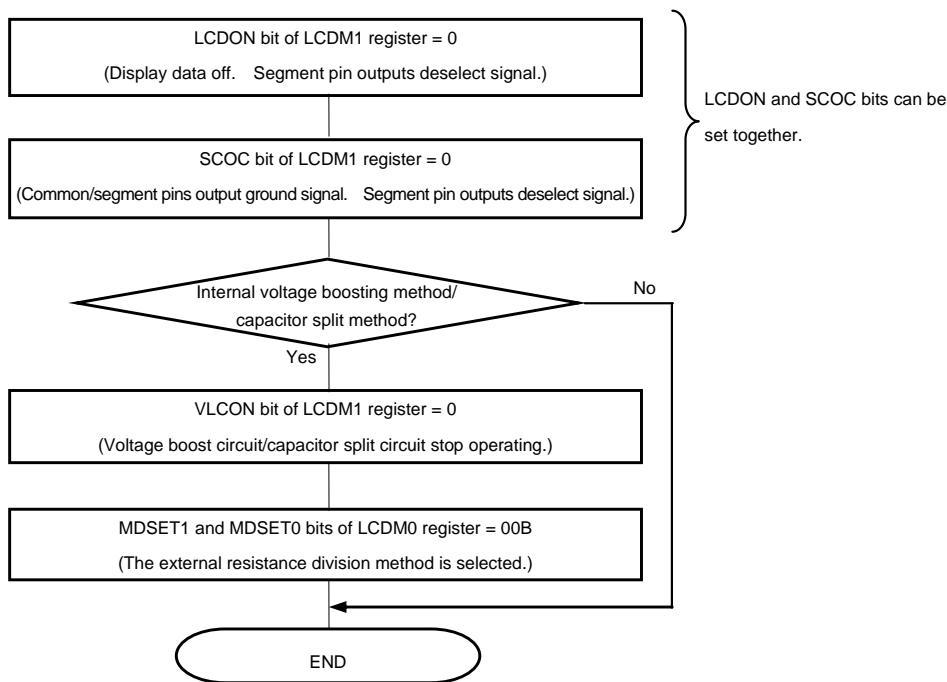 LCDON bit of LCDM1 register = 0
(Display data off. Segment pin outputs deselect signal.)
LCDON and SCOC bits can be
set together.
SCOC bit of LCDM1 register = 0
(Common/segment pins output ground signal. Segment pin outputs deselect signal.)
Internal voltage boosting method/
capacitor split method?
No
Yes
VLCON bit of LCDM1 register = 0
(Voltage boost circuit/capacitor split circuit stop operating.)
MDSET1 and MDSET0 bits of LCDM0 register = 00B
(The external resistance division method is selected.)
END